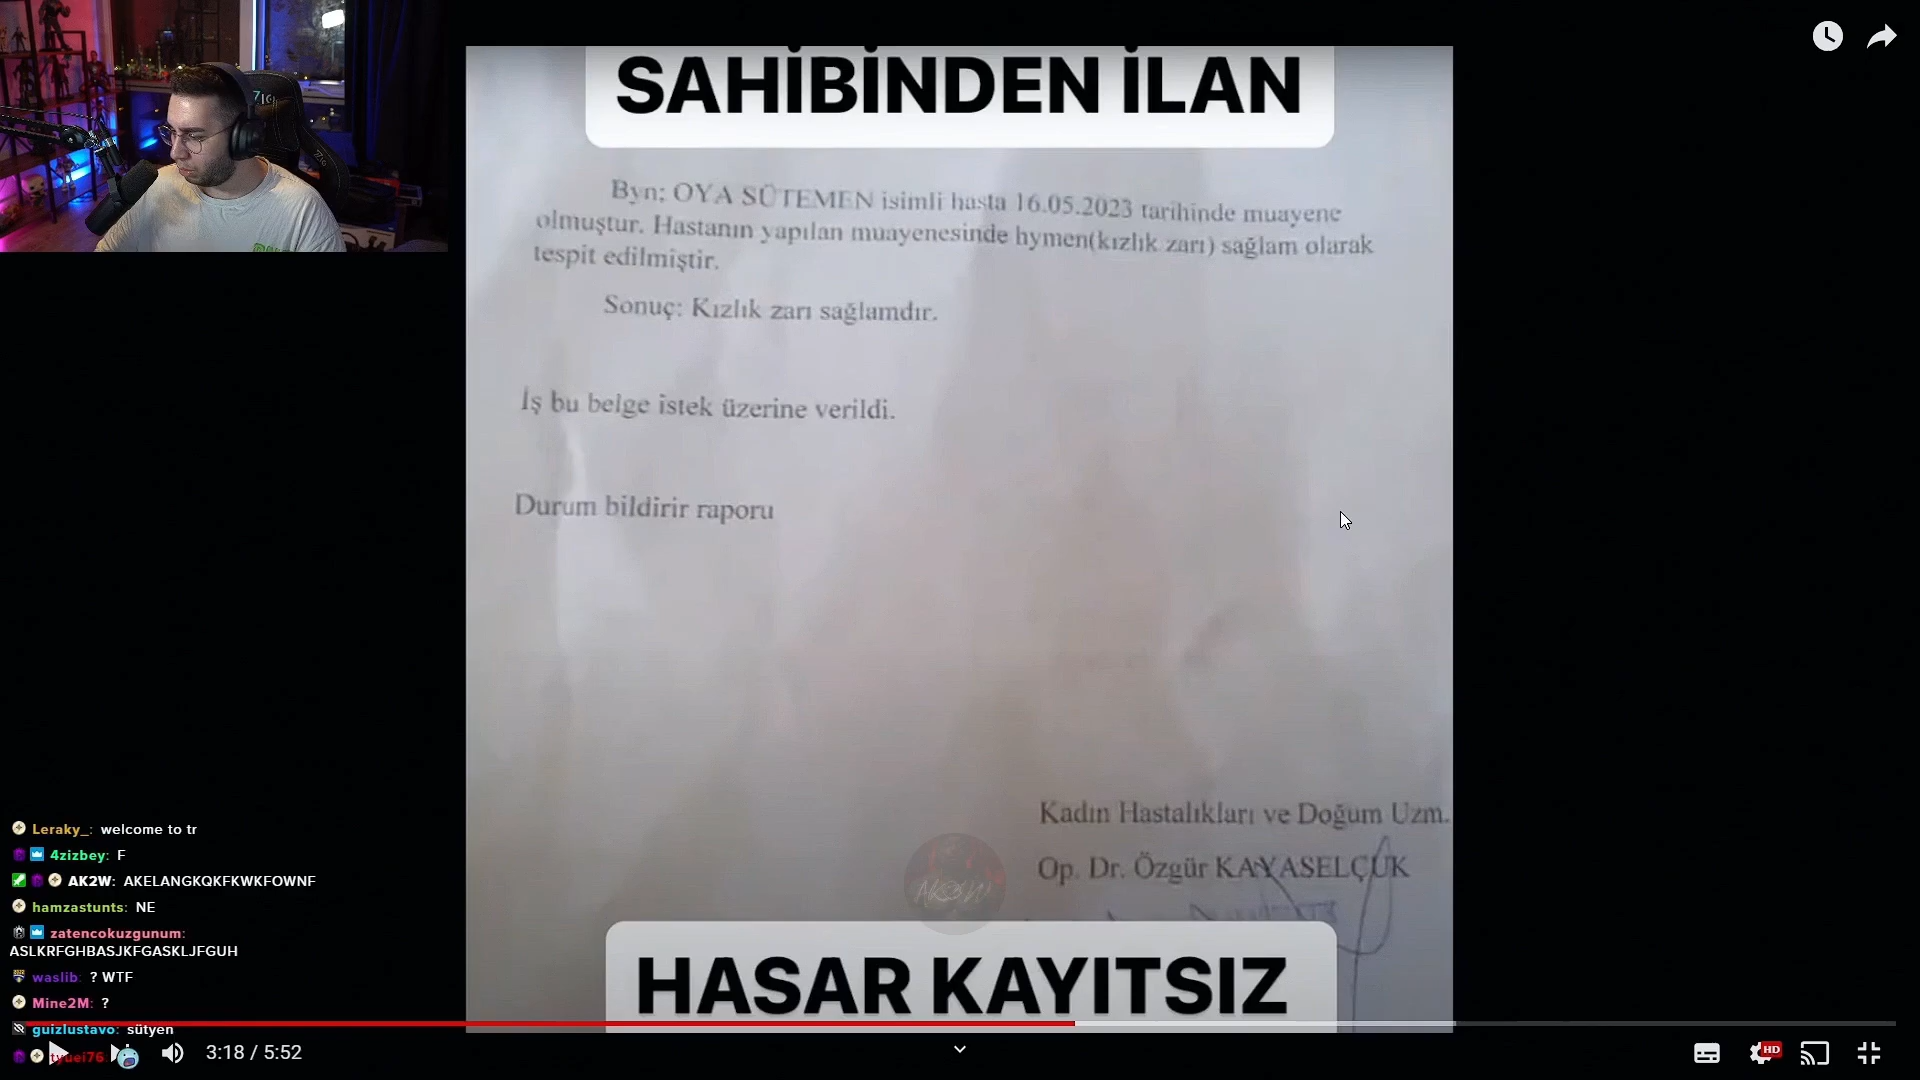 SAHİBİNDEN İLAN
Byn; OYA SÜTEMEN isimli hasta 16.05.2023 tarihinde muayene
olmuştur. Hastanın yapılan muayenesinde hymen(kızlık zarı) sağlam olarak
tespit edilmiştir.
Sonuç: Kızlık zarı sağlamdır.
İş bu belge istek üzerine verildi.
Durum bildirir raporu
Kadın Hastalıkları ve Doğum Uzm.
Op. Dr. Özgür KAYASELÇUK
AKOW
HASAR KAYITSIZ
Leraky_: welcome to tr
4zizbey: F
AK2W: AKELANGKQKFKWKFOWNF
hamzastunts: NE
zatencokuzgunum:
ASLKRFGHBASJKFGASKLJFGUH
waslib: ? WTF
Mine2M: ?
guizlustavo: sütyen
3:18 / 5:52
HD